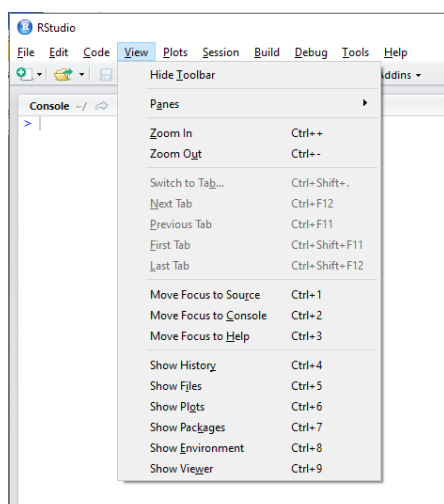 RStudio
File Edit Code View Plots Session Build Debug Tools Help
Hide Toolbar
Addins
Console ~/
Panes
>
Zoom In Ctrl++
Zoom Out Ctrl+-
Switch to Tab... Ctrl+Shift+.
Next Tab Ctrl+F12
Previous Tab Ctrl+F11
First Tab Ctrl+Shift+F11
Last Tab Ctrl+Shift+F12
Move Focus to Source Ctrl+1
Move Focus to Console Ctrl+2
Move Focus to Help Ctrl+3
Show History Ctrl+4
Show Files Ctrl+5
Show Plots Ctrl+6
Show Packages Ctrl+7
Show Environment Ctrl+8
Show Viewer Ctrl+9